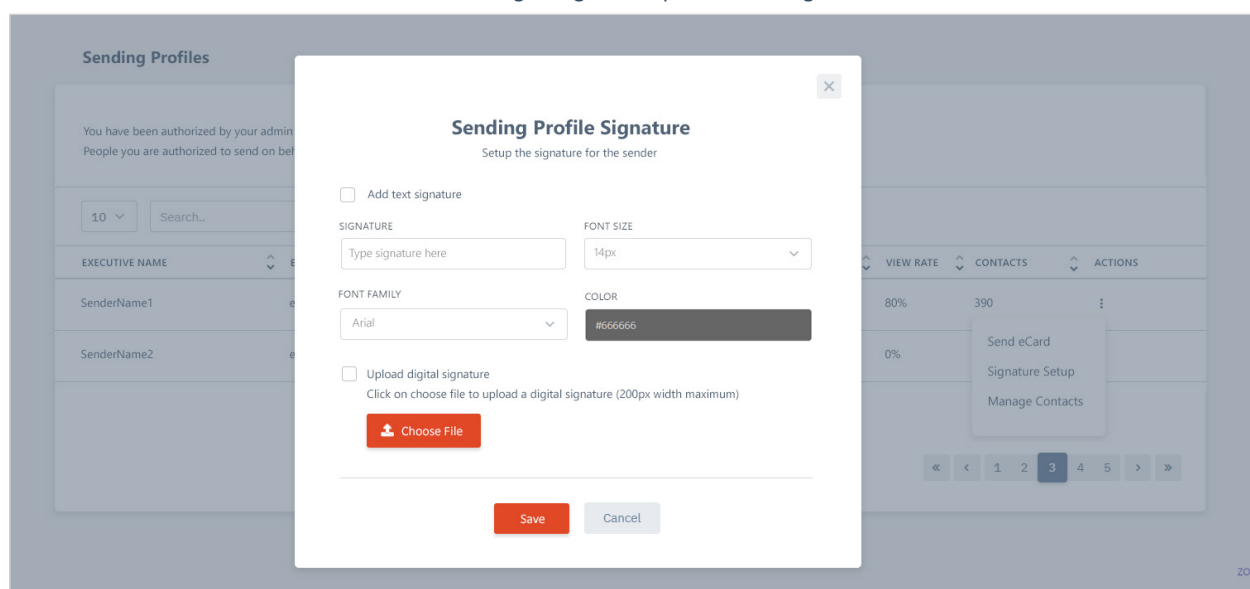 Sending Profiles
×
You have been authorized by your admin
People you are authorized to send on
Sending Profile Signature
Setup the signature for the sender
Add text signature
10 Search..
SIGNATURE FONT SIZE
Type signature here 14px
EXECUTIVE NAME VIEW RATE CONTACTS ACTIONS
FONT FAMILY COLOR
SenderName1 80% 390
Arial #666666
Send eCard
SenderName2 0%
Upload digital signature
Signature Setup
Click on choose file to upload a digital signature (200px width maximum)
Manage Contacts
Choose File
« ‹ 1 2 3 4 5 › »
Save Cancel